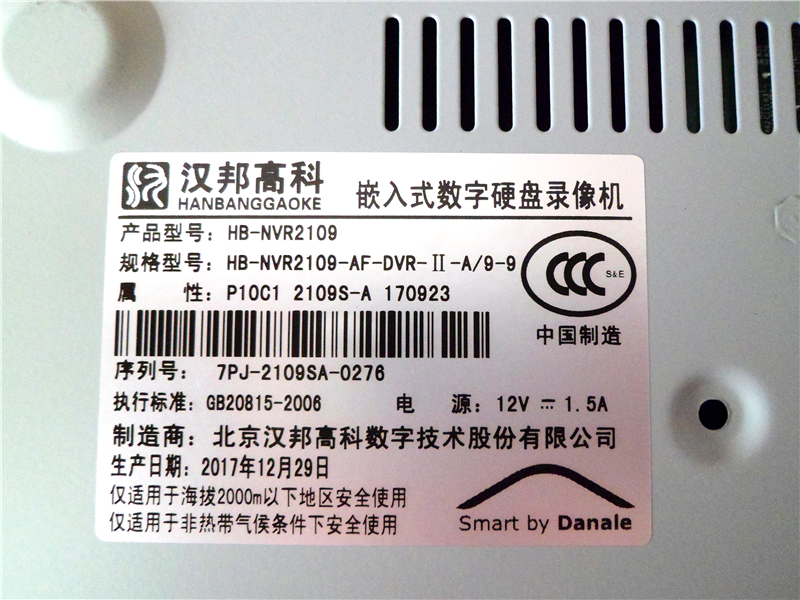 汉邦高科
HANBANGGAOKE
嵌入式数字硬盘录像机
产品型号: HB-NVR2109
规格型号: HB-NVR2109-AF-DVR-Ⅱ-A/9-9
属 性: P10C1 2109S-A 170923
CCC S&E
中国制造
序列号: 7PJ-2109SA-0276
执行标准: GB20815-2006 电 源: 12V ⎓ 1.5A
制造商: 北京汉邦高科数字技术股份有限公司
生产日期: 2017年12月29日
仅适用于海拔2000m以下地区安全使用
仅适用于非热带气候条件下安全使用
Smart by Danale